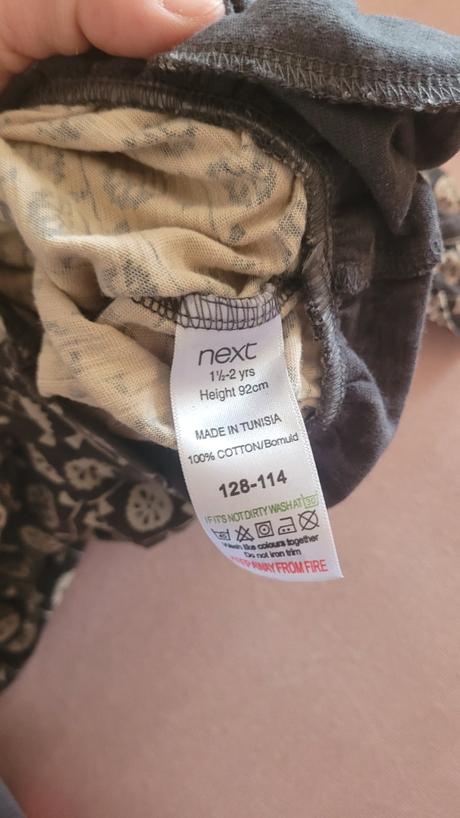 next
1½-2 yrs
Height 92cm
MADE IN TUNISIA
100% COTTON/Bomuld
128-114
IF IT'S NOT DIRTY WASH AT 30
40
Wash like colours together
Do not iron trim
KEEP AWAY FROM FIRE